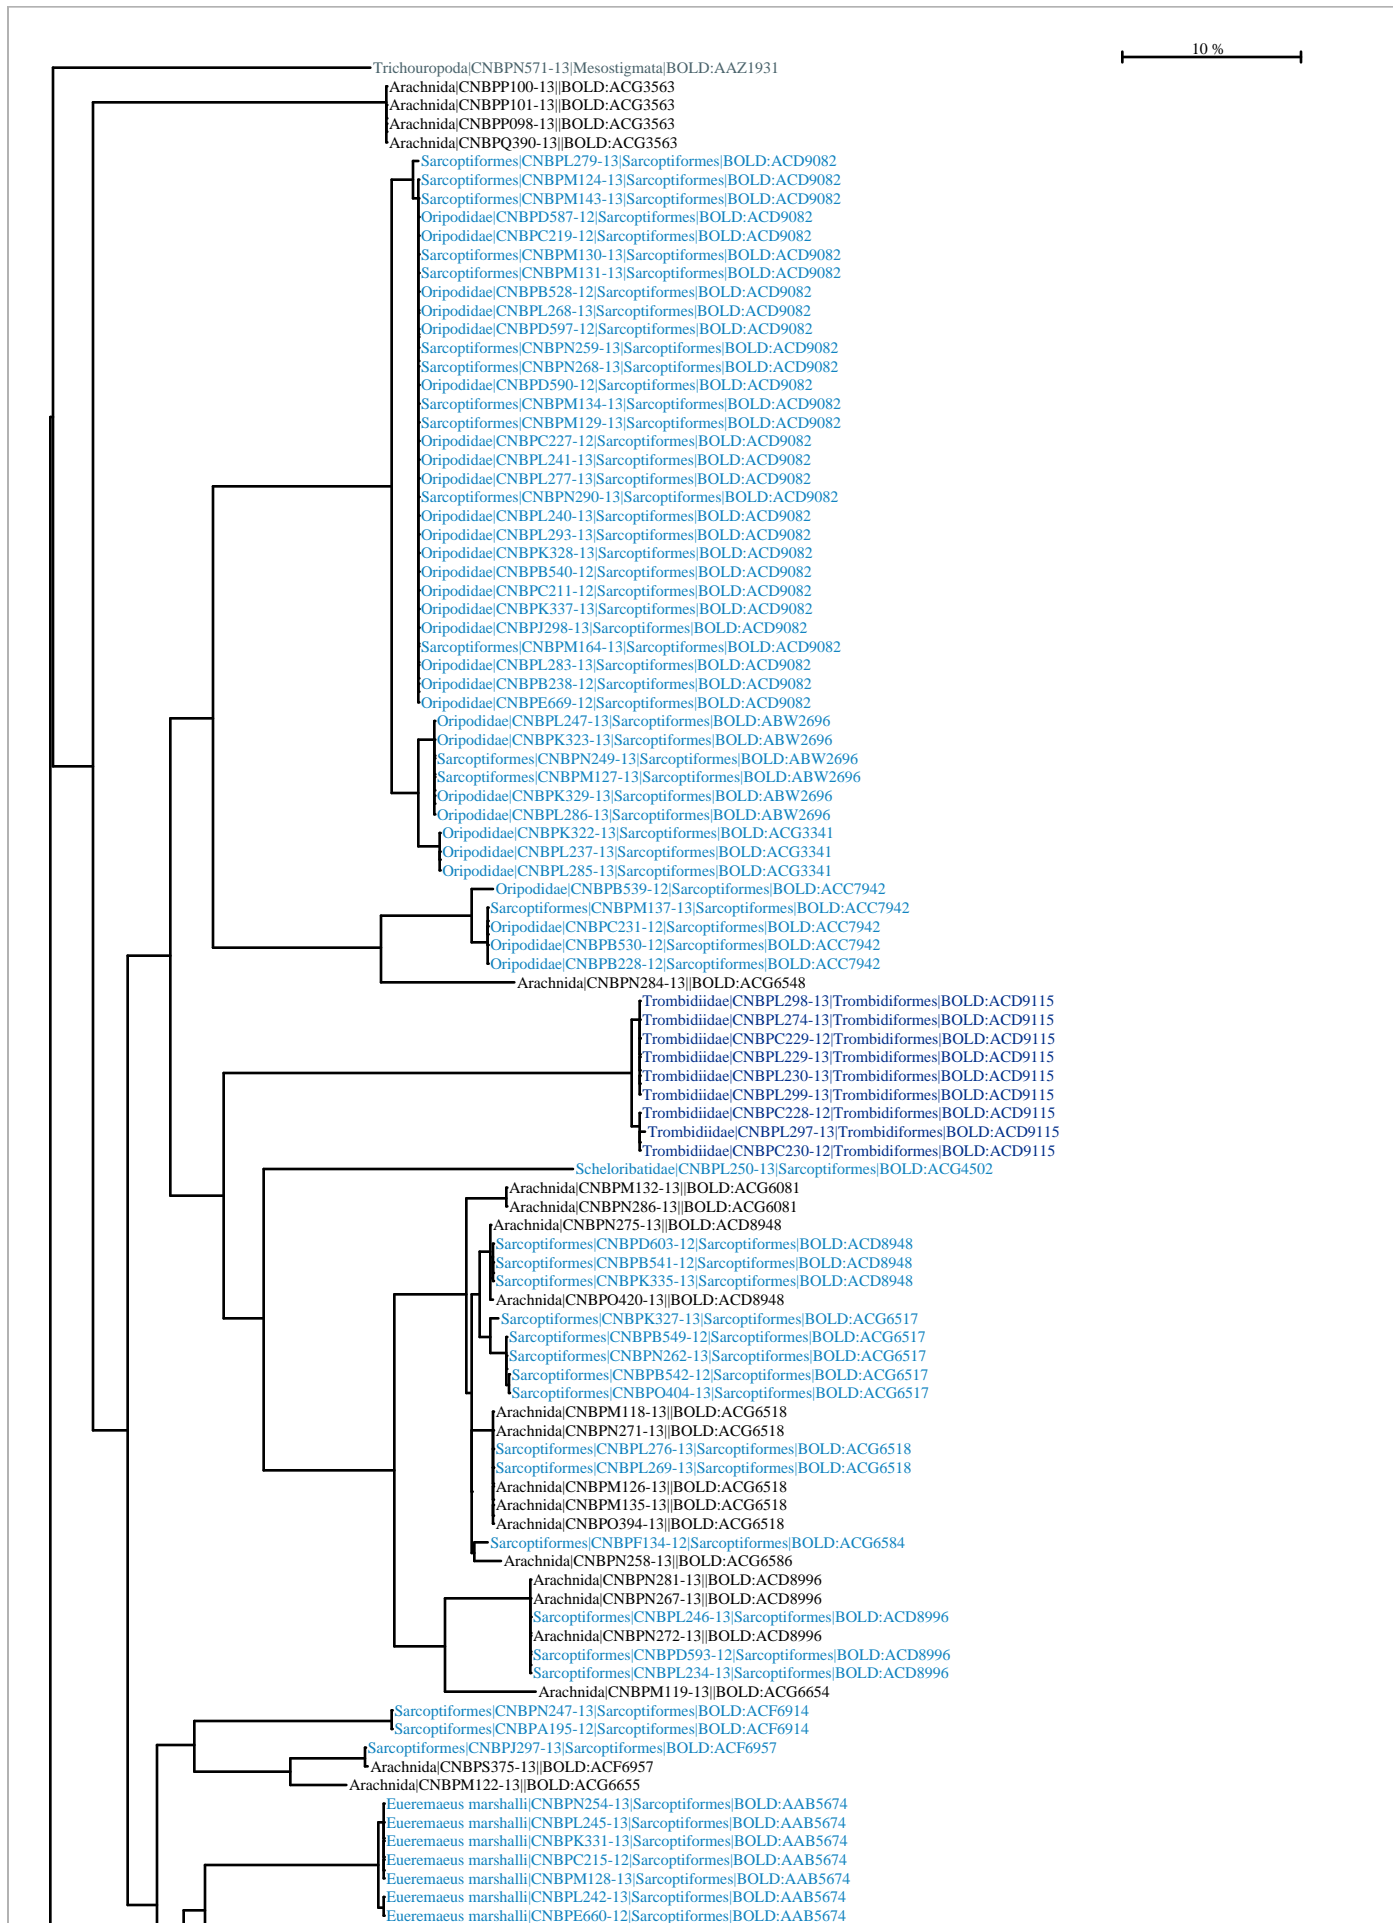 10 %
Trichouropoda|CNBPN571-13|Mesostigmata|BOLD:AAZ1931
Arachnida|CNBPP100-13||BOLD:ACG3563
Arachnida|CNBPP101-13||BOLD:ACG3563
Arachnida|CNBPP098-13||BOLD:ACG3563
Arachnida|CNBPQ390-13||BOLD:ACG3563
Sarcoptiformes|CNBPL279-13|Sarcoptiformes|BOLD:ACD9082
Sarcoptiformes|CNBPM124-13|Sarcoptiformes|BOLD:ACD9082
Sarcoptiformes|CNBPM143-13|Sarcoptiformes|BOLD:ACD9082
Oripodidae|CNBPD587-12|Sarcoptiformes|BOLD:ACD9082
Oripodidae|CNBPC219-12|Sarcoptiformes|BOLD:ACD9082
Sarcoptiformes|CNBPM130-13|Sarcoptiformes|BOLD:ACD9082
Sarcoptiformes|CNBPM131-13|Sarcoptiformes|BOLD:ACD9082
Oripodidae|CNBPB528-12|Sarcoptiformes|BOLD:ACD9082
Oripodidae|CNBPL268-13|Sarcoptiformes|BOLD:ACD9082
Oripodidae|CNBPD597-12|Sarcoptiformes|BOLD:ACD9082
Sarcoptiformes|CNBPN259-13|Sarcoptiformes|BOLD:ACD9082
Sarcoptiformes|CNBPN268-13|Sarcoptiformes|BOLD:ACD9082
Oripodidae|CNBPD590-12|Sarcoptiformes|BOLD:ACD9082
Sarcoptiformes|CNBPM134-13|Sarcoptiformes|BOLD:ACD9082
Sarcoptiformes|CNBPM129-13|Sarcoptiformes|BOLD:ACD9082
Oripodidae|CNBPC227-12|Sarcoptiformes|BOLD:ACD9082
Oripodidae|CNBPL241-13|Sarcoptiformes|BOLD:ACD9082
Oripodidae|CNBPL277-13|Sarcoptiformes|BOLD:ACD9082
Sarcoptiformes|CNBPN290-13|Sarcoptiformes|BOLD:ACD9082
Oripodidae|CNBPL240-13|Sarcoptiformes|BOLD:ACD9082
Oripodidae|CNBPL293-13|Sarcoptiformes|BOLD:ACD9082
Oripodidae|CNBPK328-13|Sarcoptiformes|BOLD:ACD9082
Oripodidae|CNBPB540-12|Sarcoptiformes|BOLD:ACD9082
Oripodidae|CNBPC211-12|Sarcoptiformes|BOLD:ACD9082
Oripodidae|CNBPK337-13|Sarcoptiformes|BOLD:ACD9082
Oripodidae|CNBPJ298-13|Sarcoptiformes|BOLD:ACD9082
Sarcoptiformes|CNBPM164-13|Sarcoptiformes|BOLD:ACD9082
Oripodidae|CNBPL283-13|Sarcoptiformes|BOLD:ACD9082
Oripodidae|CNBPB238-12|Sarcoptiformes|BOLD:ACD9082
Oripodidae|CNBPE669-12|Sarcoptiformes|BOLD:ACD9082
Oripodidae|CNBPL247-13|Sarcoptiformes|BOLD:ABW2696
Oripodidae|CNBPK323-13|Sarcoptiformes|BOLD:ABW2696
Sarcoptiformes|CNBPN249-13|Sarcoptiformes|BOLD:ABW2696
Sarcoptiformes|CNBPM127-13|Sarcoptiformes|BOLD:ABW2696
Oripodidae|CNBPK329-13|Sarcoptiformes|BOLD:ABW2696
Oripodidae|CNBPL286-13|Sarcoptiformes|BOLD:ABW2696
Oripodidae|CNBPK322-13|Sarcoptiformes|BOLD:ACG3341
Oripodidae|CNBPL237-13|Sarcoptiformes|BOLD:ACG3341
Oripodidae|CNBPL285-13|Sarcoptiformes|BOLD:ACG3341
Oripodidae|CNBPB539-12|Sarcoptiformes|BOLD:ACC7942
Sarcoptiformes|CNBPM137-13|Sarcoptiformes|BOLD:ACC7942
Oripodidae|CNBPC231-12|Sarcoptiformes|BOLD:ACC7942
Oripodidae|CNBPB530-12|Sarcoptiformes|BOLD:ACC7942
Oripodidae|CNBPB228-12|Sarcoptiformes|BOLD:ACC7942
Arachnida|CNBPN284-13||BOLD:ACG6548
Trombidiidae|CNBPL298-13|Trombidiformes|BOLD:ACD9115
Trombidiidae|CNBPL274-13|Trombidiformes|BOLD:ACD9115
Trombidiidae|CNBPC229-12|Trombidiformes|BOLD:ACD9115
Trombidiidae|CNBPL229-13|Trombidiformes|BOLD:ACD9115
Trombidiidae|CNBPL230-13|Trombidiformes|BOLD:ACD9115
Trombidiidae|CNBPL299-13|Trombidiformes|BOLD:ACD9115
Trombidiidae|CNBPC228-12|Trombidiformes|BOLD:ACD9115
Trombidiidae|CNBPL297-13|Trombidiformes|BOLD:ACD9115
Trombidiidae|CNBPC230-12|Trombidiformes|BOLD:ACD9115
Scheloribatidae|CNBPL250-13|Sarcoptiformes|BOLD:ACG4502
Arachnida|CNBPM132-13||BOLD:ACG6081
Arachnida|CNBPN286-13||BOLD:ACG6081
Arachnida|CNBPN275-13||BOLD:ACD8948
Sarcoptiformes|CNBPD603-12|Sarcoptiformes|BOLD:ACD8948
Sarcoptiformes|CNBPB541-12|Sarcoptiformes|BOLD:ACD8948
Sarcoptiformes|CNBPK335-13|Sarcoptiformes|BOLD:ACD8948
Arachnida|CNBPO420-13||BOLD:ACD8948
Sarcoptiformes|CNBPK327-13|Sarcoptiformes|BOLD:ACG6517
Sarcoptiformes|CNBPB549-12|Sarcoptiformes|BOLD:ACG6517
Sarcoptiformes|CNBPN262-13|Sarcoptiformes|BOLD:ACG6517
Sarcoptiformes|CNBPB542-12|Sarcoptiformes|BOLD:ACG6517
Sarcoptiformes|CNBPO404-13|Sarcoptiformes|BOLD:ACG6517
Arachnida|CNBPM118-13||BOLD:ACG6518
Arachnida|CNBPN271-13||BOLD:ACG6518
Sarcoptiformes|CNBPL276-13|Sarcoptiformes|BOLD:ACG6518
Sarcoptiformes|CNBPL269-13|Sarcoptiformes|BOLD:ACG6518
Arachnida|CNBPM126-13||BOLD:ACG6518
Arachnida|CNBPM135-13||BOLD:ACG6518
Arachnida|CNBPO394-13||BOLD:ACG6518
Sarcoptiformes|CNBPF134-12|Sarcoptiformes|BOLD:ACG6584
Arachnida|CNBPN258-13||BOLD:ACG6586
Arachnida|CNBPN281-13||BOLD:ACD8996
Arachnida|CNBPN267-13||BOLD:ACD8996
Sarcoptiformes|CNBPL246-13|Sarcoptiformes|BOLD:ACD8996
Arachnida|CNBPN272-13||BOLD:ACD8996
Sarcoptiformes|CNBPD593-12|Sarcoptiformes|BOLD:ACD8996
Sarcoptiformes|CNBPL234-13|Sarcoptiformes|BOLD:ACD8996
Arachnida|CNBPM119-13||BOLD:ACG6654
Sarcoptiformes|CNBPN247-13|Sarcoptiformes|BOLD:ACF6914
Sarcoptiformes|CNBPA195-12|Sarcoptiformes|BOLD:ACF6914
Sarcoptiformes|CNBPJ297-13|Sarcoptiformes|BOLD:ACF6957
Arachnida|CNBPS375-13||BOLD:ACF6957
Arachnida|CNBPM122-13||BOLD:ACG6655
Eueremaeus marshalli|CNBPN254-13|Sarcoptiformes|BOLD:AAB5674
Eueremaeus marshalli|CNBPL245-13|Sarcoptiformes|BOLD:AAB5674
Eueremaeus marshalli|CNBPK331-13|Sarcoptiformes|BOLD:AAB5674
Eueremaeus marshalli|CNBPC215-12|Sarcoptiformes|BOLD:AAB5674
Eueremaeus marshalli|CNBPM128-13|Sarcoptiformes|BOLD:AAB5674
Eueremaeus marshalli|CNBPL242-13|Sarcoptiformes|BOLD:AAB5674
Eueremaeus marshalli|CNBPE660-12|Sarcoptiformes|BOLD:AAB5674